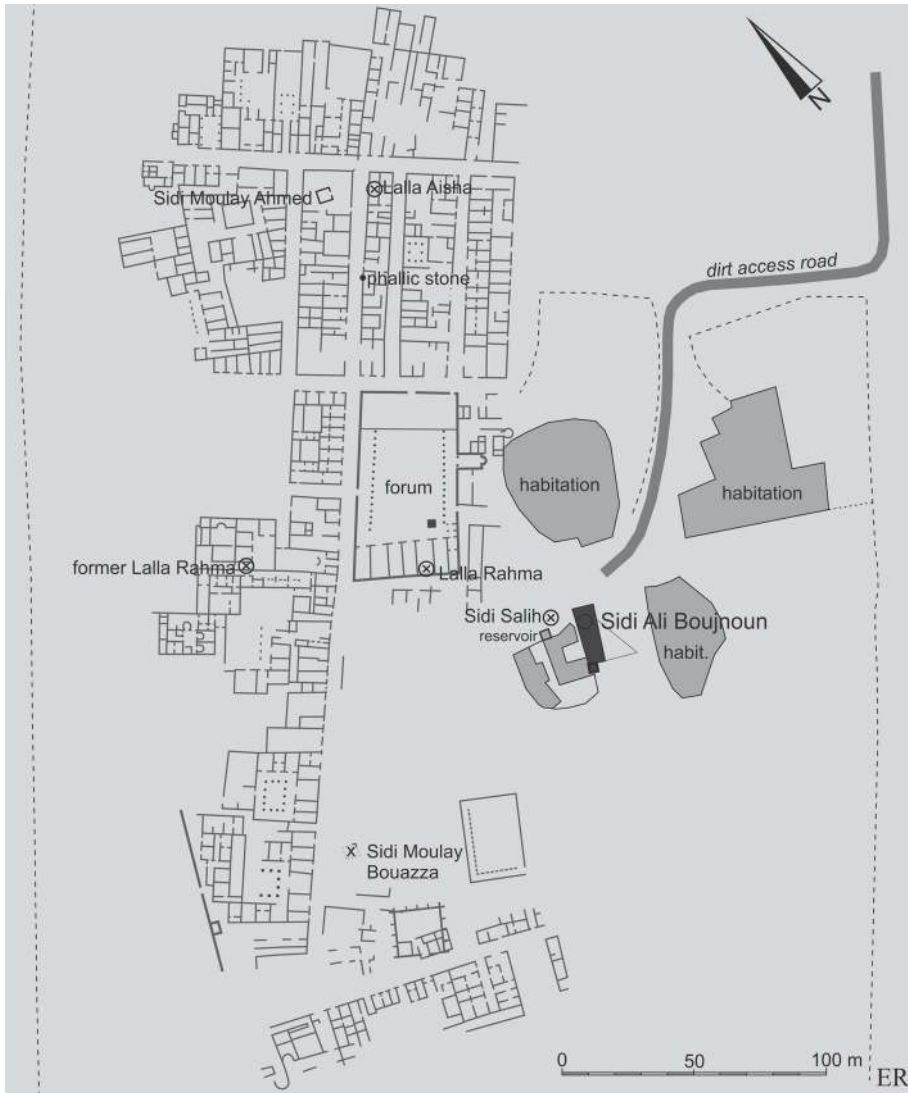 N
Lalla Aisha
Sidi Moulay Ahmed
dirt access road
phallic stone
forum
habitation
habitation
former Lalla Rahma
Lalla Rahma
Sidi Salih
reservoir
Sidi Ali Boujnoun
habit.
Sidi Moulay
Bouazza
0 50 100 m
ER